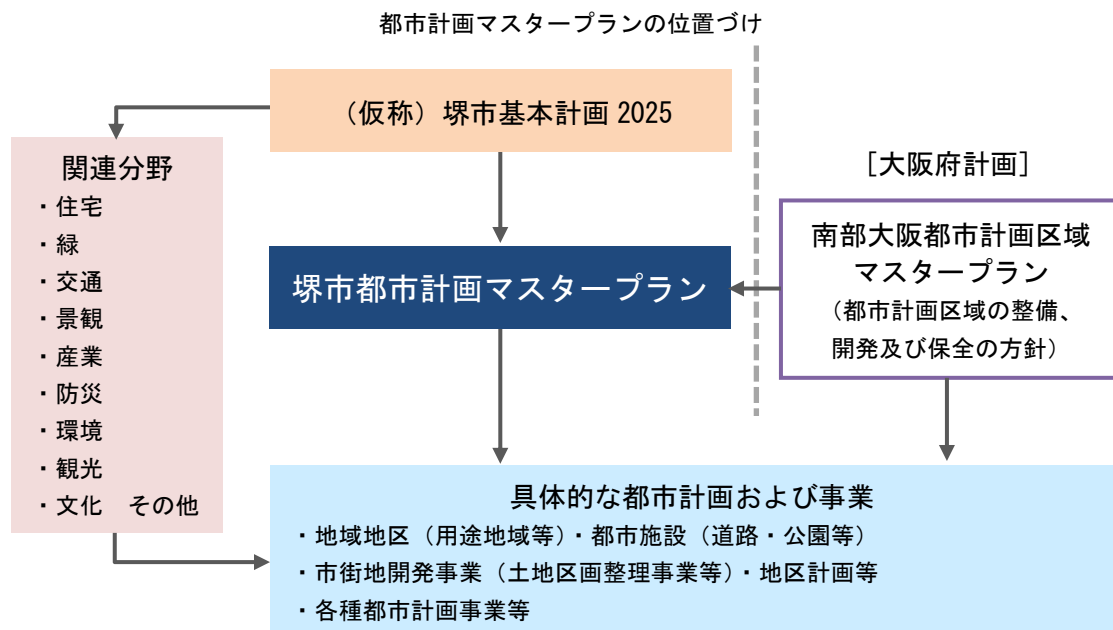 都市計画マスタープランの位置づけ
（仮称）堺市基本計画 2025
関連分野
・住宅
・緑
・交通
・景観
・産業
・防災
・環境
・観光
・文化　その他
堺市都市計画マスタープラン
［大阪府計画］
南部大阪都市計画区域
マスタープラン
（都市計画区域の整備、
開発及び保全の方針）
具体的な都市計画および事業
・地域地区（用途地域等）・都市施設（道路・公園等）
・市街地開発事業（土地区画整理事業等）・地区計画等
・各種都市計画事業等